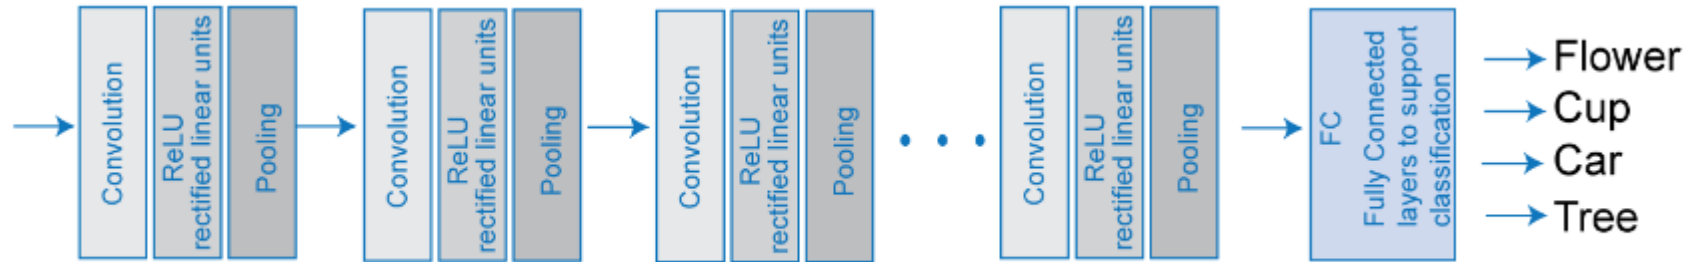 Convolution
ReLU
rectified linear units
Pooling
Convolution
ReLU
rectified linear units
Pooling
Convolution
ReLU
rectified linear units
Pooling
Convolution
ReLU
rectified linear units
Pooling
FC
Fully Connected
layers to support
classification
Flower
Cup
Car
Tree